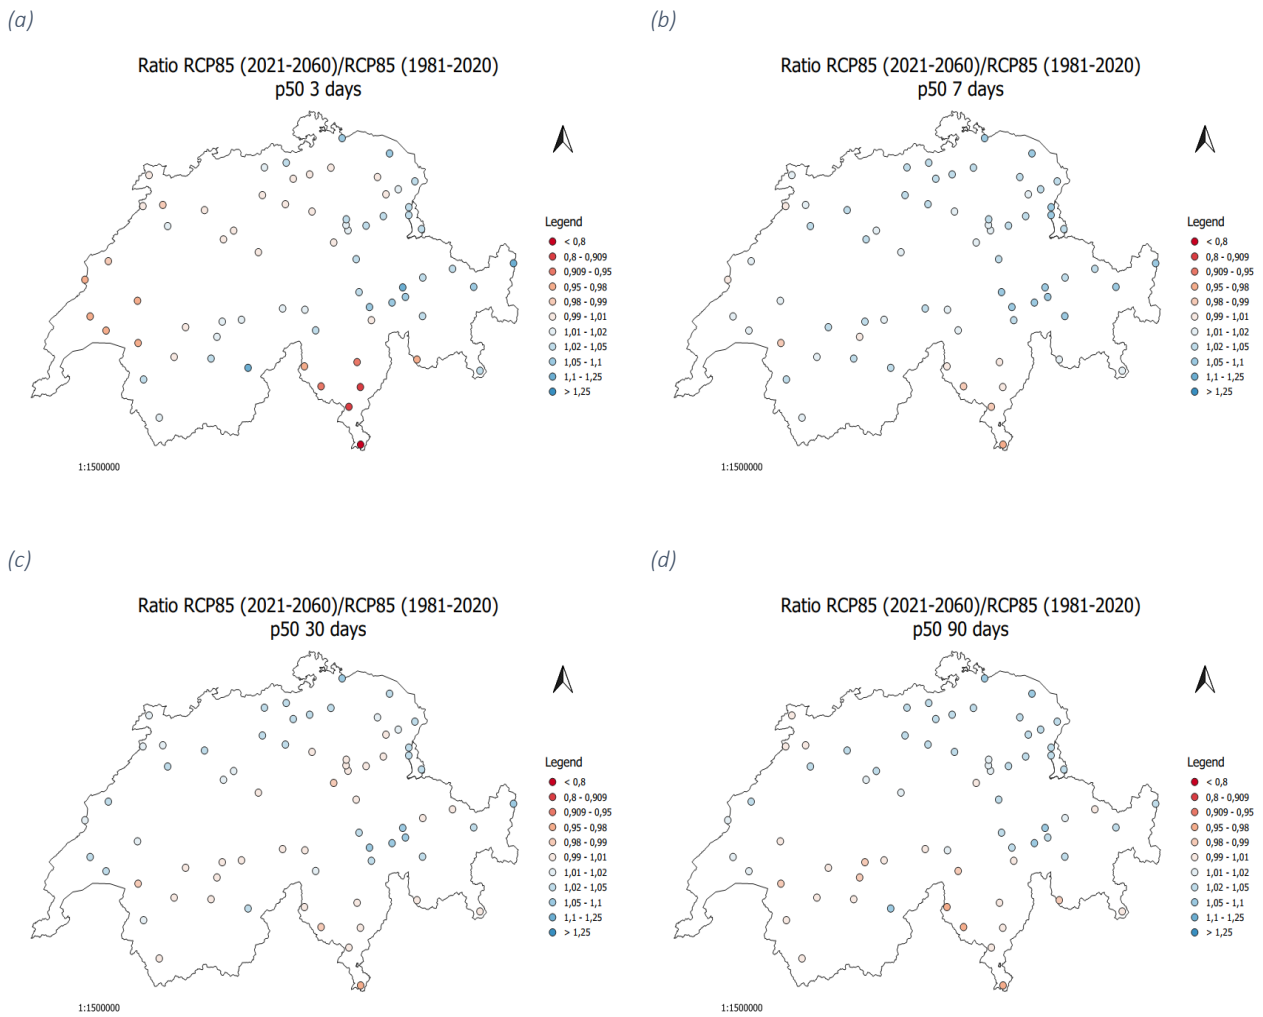 (a)
Ratio RCP85 (2021-2060)/RCP85 (1981-2020)
p50 3 days
Legend
< 0,8
0,8 - 0,909
0,909 - 0,95
0,95 - 0,98
0,98 - 0,99
0,99 - 1,01
1,01 - 1,02
1,02 - 1,05
1,05 - 1,1
1,1 - 1,25
> 1,25
1:1500000
(b)
Ratio RCP85 (2021-2060)/RCP85 (1981-2020)
p50 7 days
Legend
< 0,8
0,8 - 0,909
0,909 - 0,95
0,95 - 0,98
0,98 - 0,99
0,99 - 1,01
1,01 - 1,02
1,02 - 1,05
1,05 - 1,1
1,1 - 1,25
> 1,25
1:1500000
(c)
Ratio RCP85 (2021-2060)/RCP85 (1981-2020)
p50 30 days
Legend
< 0,8
0,8 - 0,909
0,909 - 0,95
0,95 - 0,98
0,98 - 0,99
0,99 - 1,01
1,01 - 1,02
1,02 - 1,05
1,05 - 1,1
1,1 - 1,25
> 1,25
1:1500000
(d)
Ratio RCP85 (2021-2060)/RCP85 (1981-2020)
p50 90 days
Legend
< 0,8
0,8 - 0,909
0,909 - 0,95
0,95 - 0,98
0,98 - 0,99
0,99 - 1,01
1,01 - 1,02
1,02 - 1,05
1,05 - 1,1
1,1 - 1,25
> 1,25
1:1500000